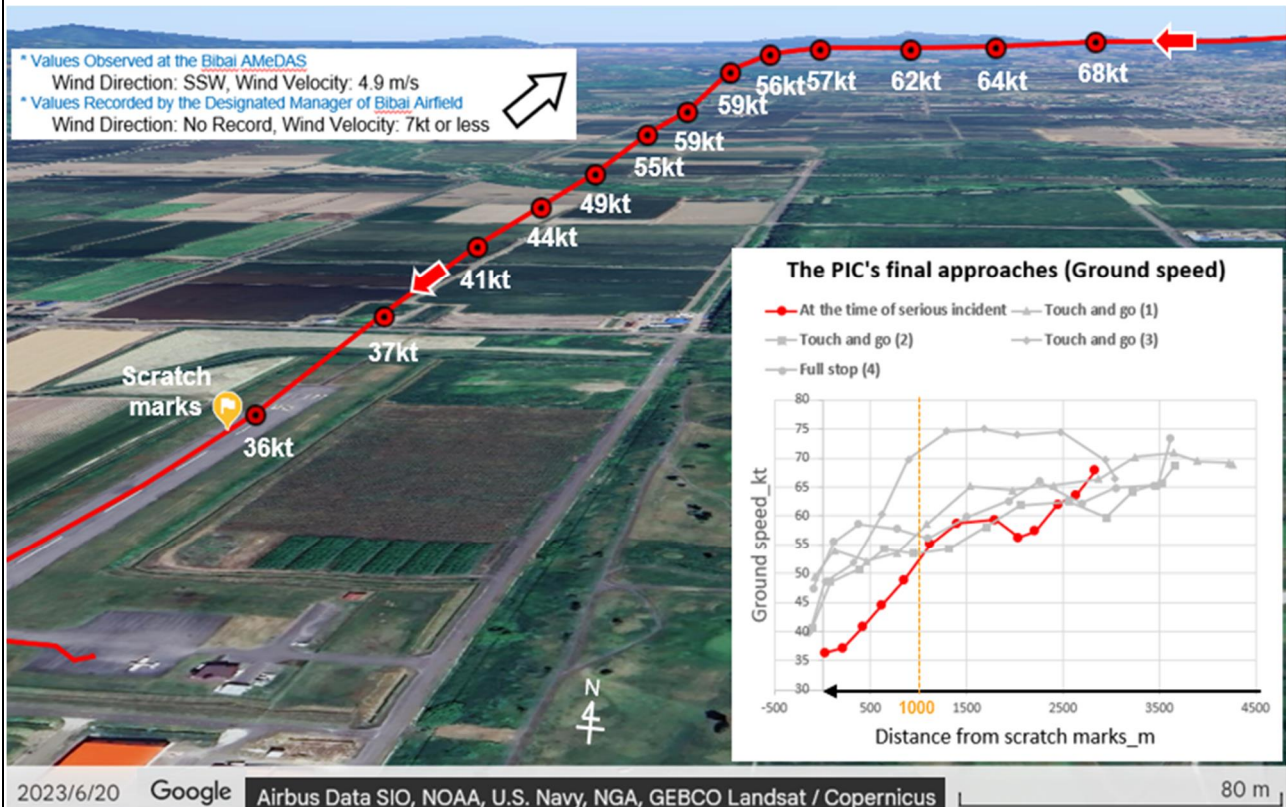 * Values Observed at the Bibai AMeDAS
Wind Direction: SSW, Wind Velocity: 4.9 m/s
* Values Recorded by the Designated Manager of Bibai Airfield
Wind Direction: No Record, Wind Velocity: 7kt or less
68kt
64kt
62kt
57kt
56kt
59kt
59kt
55kt
49kt
44kt
41kt
37kt
36kt
Scratch
marks
N
The PIC's final approaches (Ground speed)
At the time of serious incident
Touch and go (1)
Touch and go (2)
Touch and go (3)
Full stop (4)
Ground speed_kt
80
75
70
65
60
55
50
45
40
35
30
-500
500
1000
1500
2500
3500
4500
Distance from scratch marks_m
2023/6/20
Google
Airbus Data SIO, NOAA, U.S. Navy, NGA, GEBCO Landsat / Copernicus
80 m